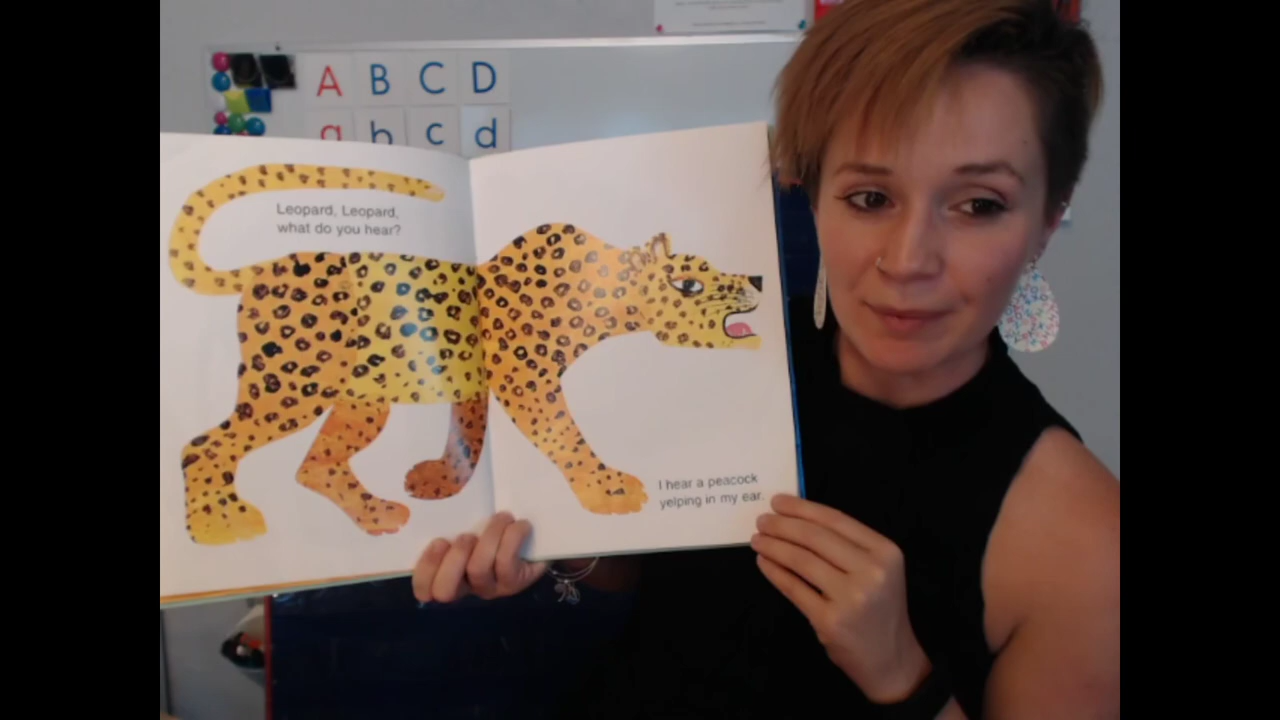 A B C D
a b c d
Leopard, Leopard,
what do you hear?
I hear a peacock
yelping in my ear.